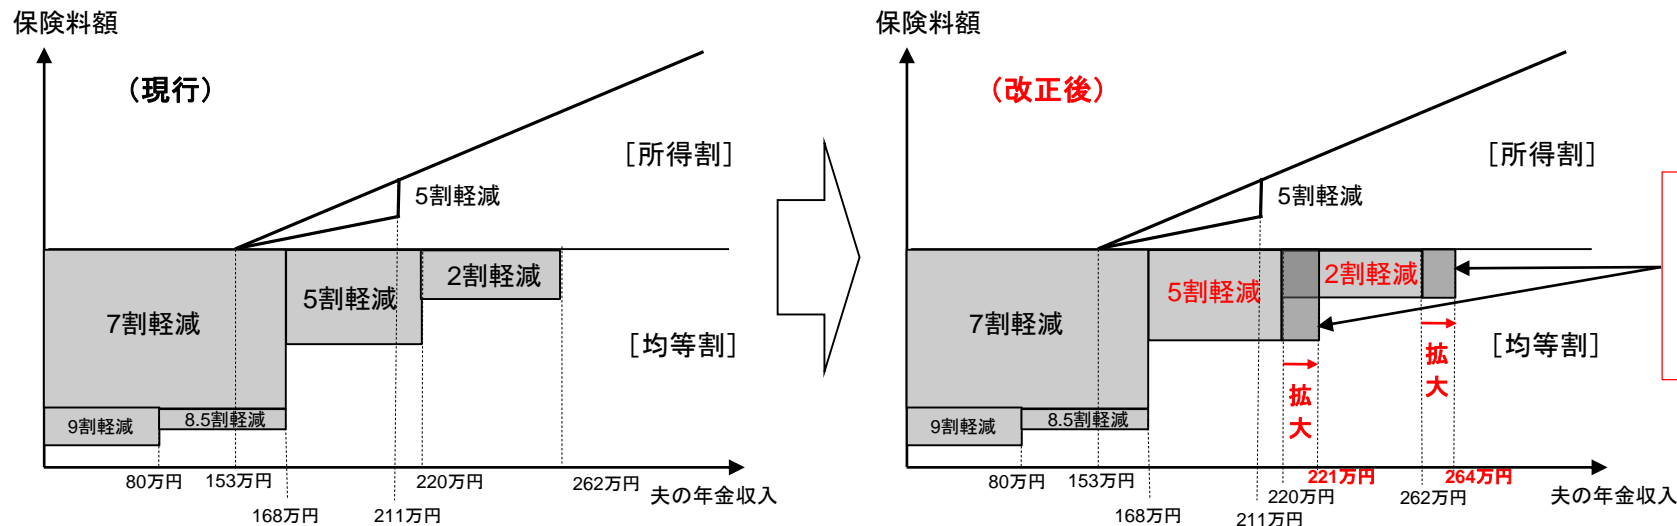 保険料額
（現行）
［所得割］
5割軽減
2割軽減
5割軽減
7割軽減
［均等割］
9割軽減
8.5割軽減
80万円
153万円
220万円
262万円
夫の年金収入
168万円
211万円
保険料額
（改正後）
［所得割］
5割軽減
2割軽減
5割軽減
7割軽減
［均等割］
拡大
拡大
9割軽減
8.5割軽減
80万円
153万円
221万円
264万円
220万円
262万円
夫の年金収入
168万円
211万円